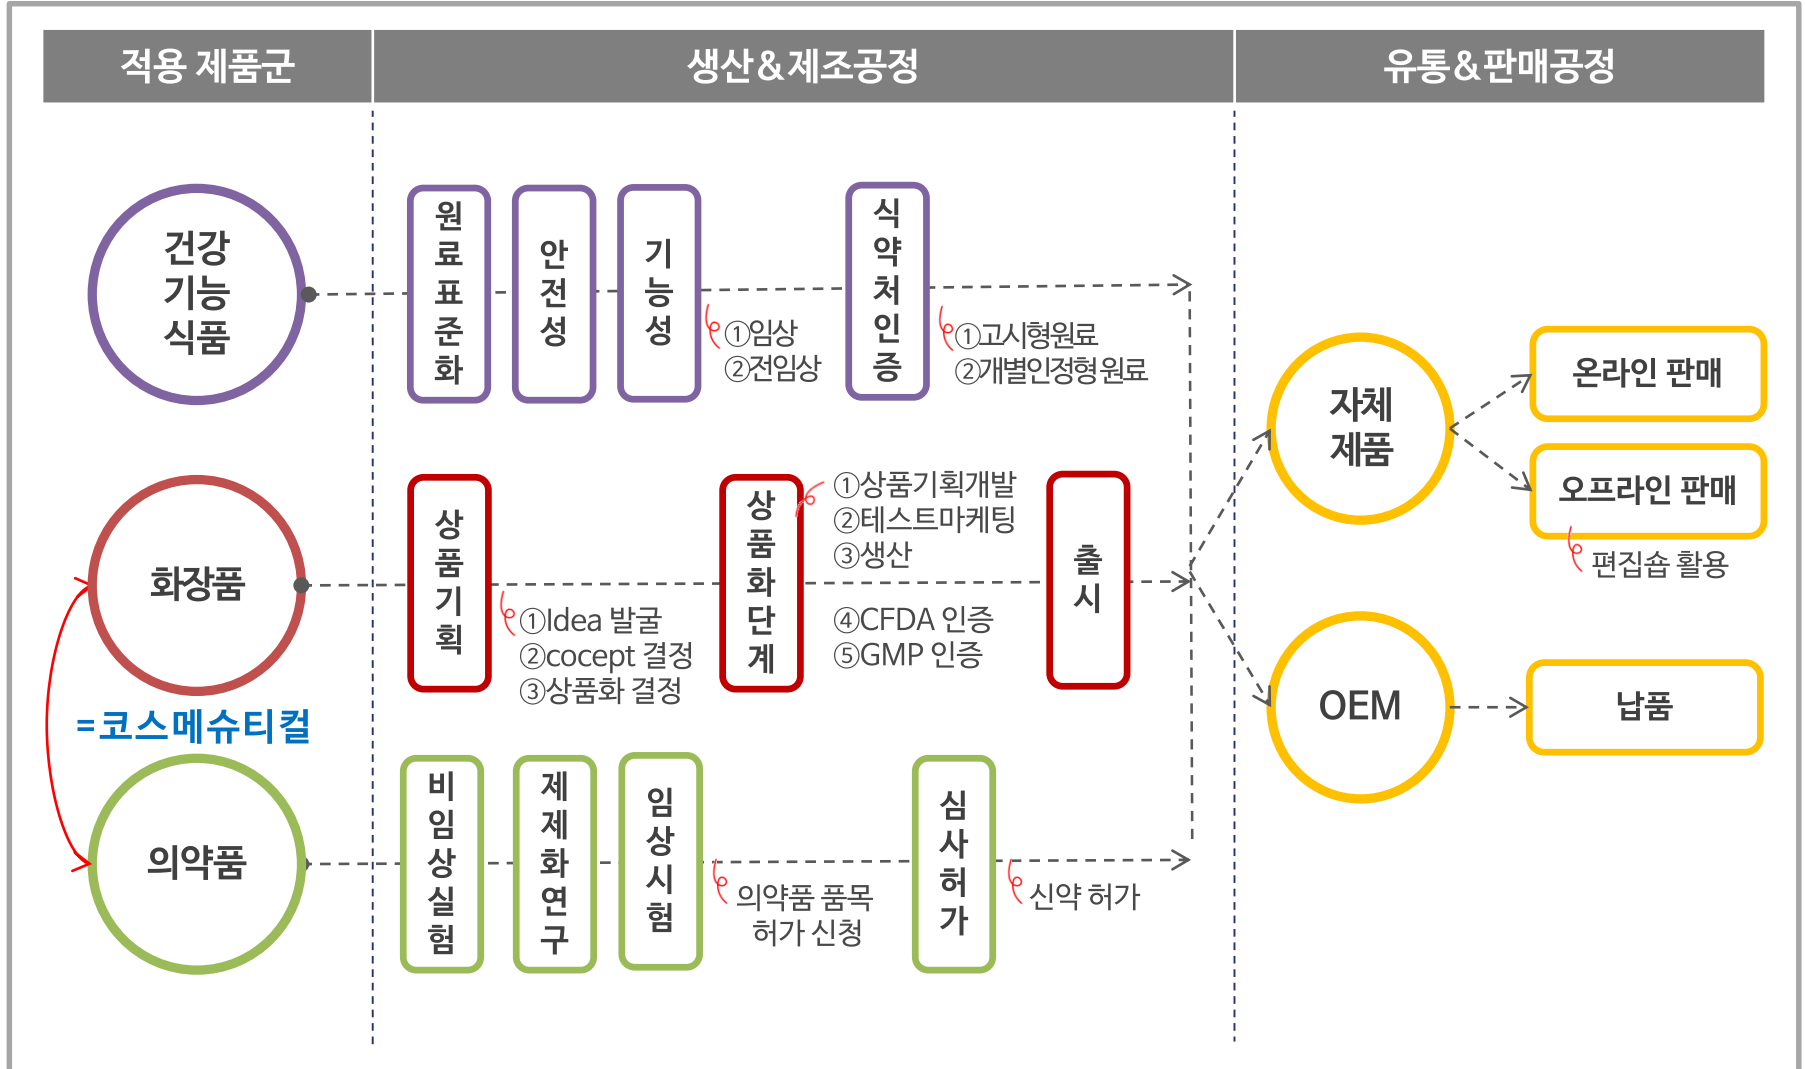 적용 제품군
생산&제조공정
유통&판매공정
건강
기능
식품
원
료
표
준
화
안
전
성
기
능
성
①임상
②전임상
식
약
처
인
증
①고시형원료
②개별인정형 원료
화장품
상
품
기
획
①Idea 발굴
②cocept 결정
③상품화 결정
상
품
화
단
계
①상품기획개발
②테스트마케팅
③생산
④CFDA 인증
⑤GMP 인증
출
시
=코스메슈티컬
의약품
비
임
상
실
험
제
제
화
연
구
임
상
시
험
의약품 품목
허가 신청
심
사
허
가
신약 허가
자체
제품
온라인 판매
오프라인 판매
편집숍 활용
OEM
납품